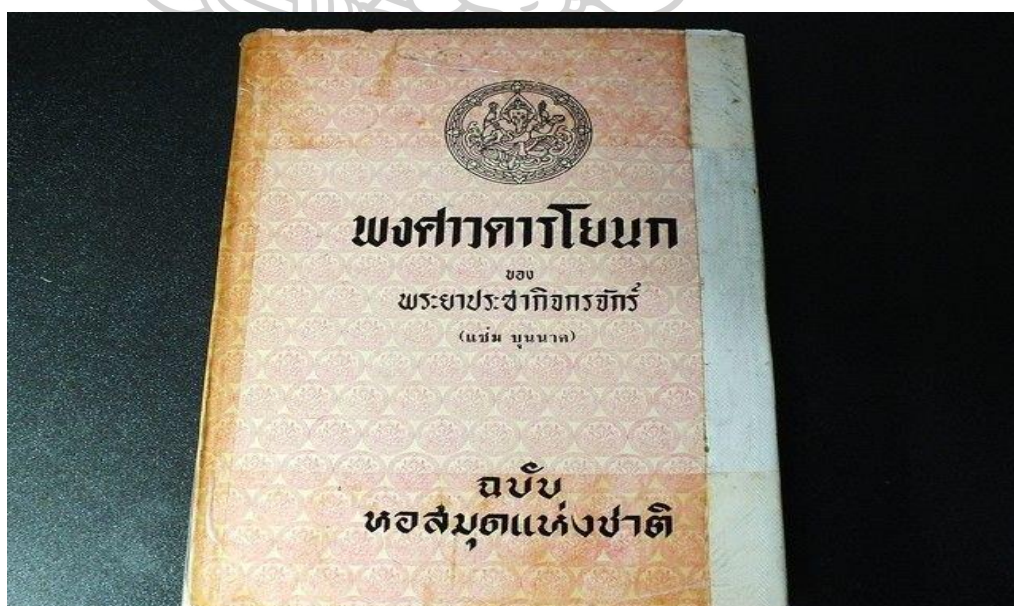 พงศาวดารโยนก
ของ
พระยาประชากิจกรจักร์
(แช่ม บุนนาค)
ฉบับ
หอสมุดแห่งชาติ